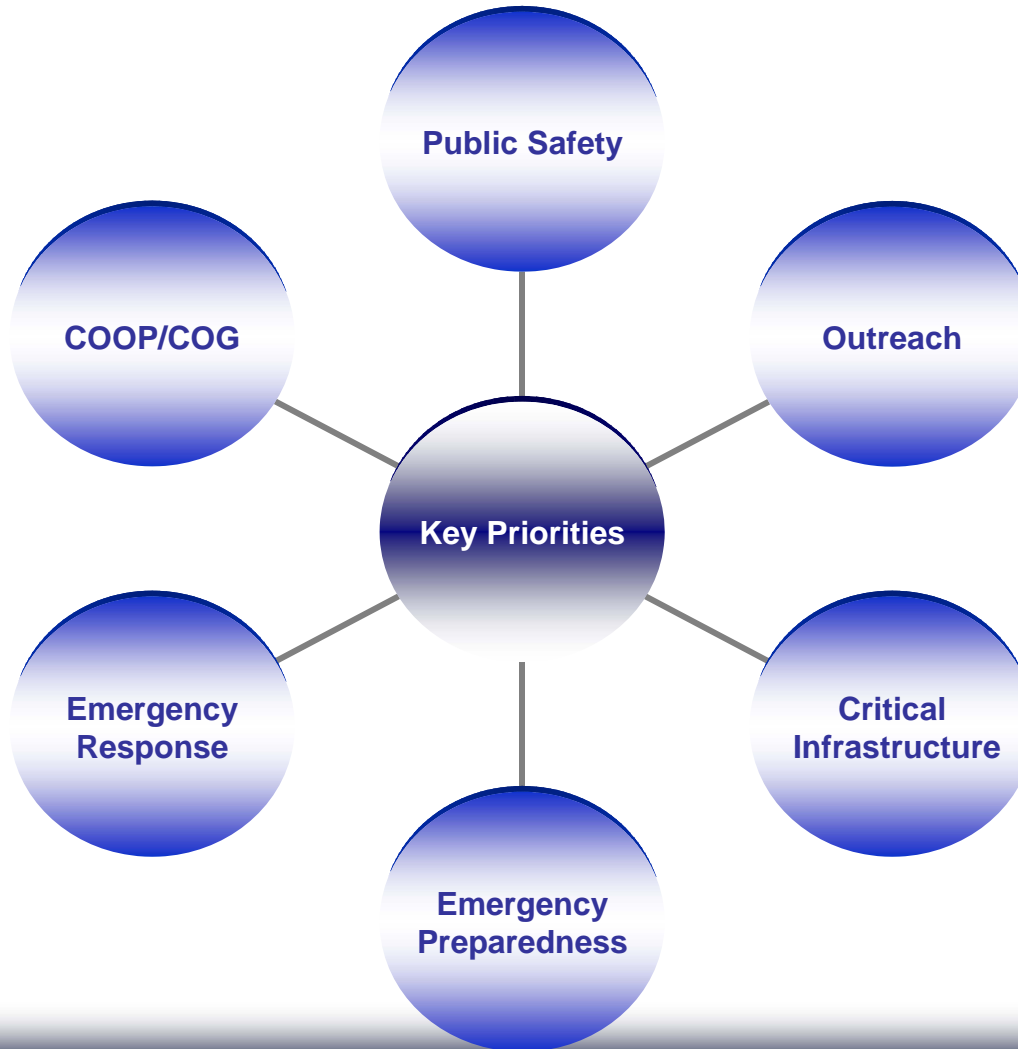 Public Safety
COOP/COG
Outreach
Key Priorities
Emergency
Response
Critical
Infrastructure
Emergency
Preparedness